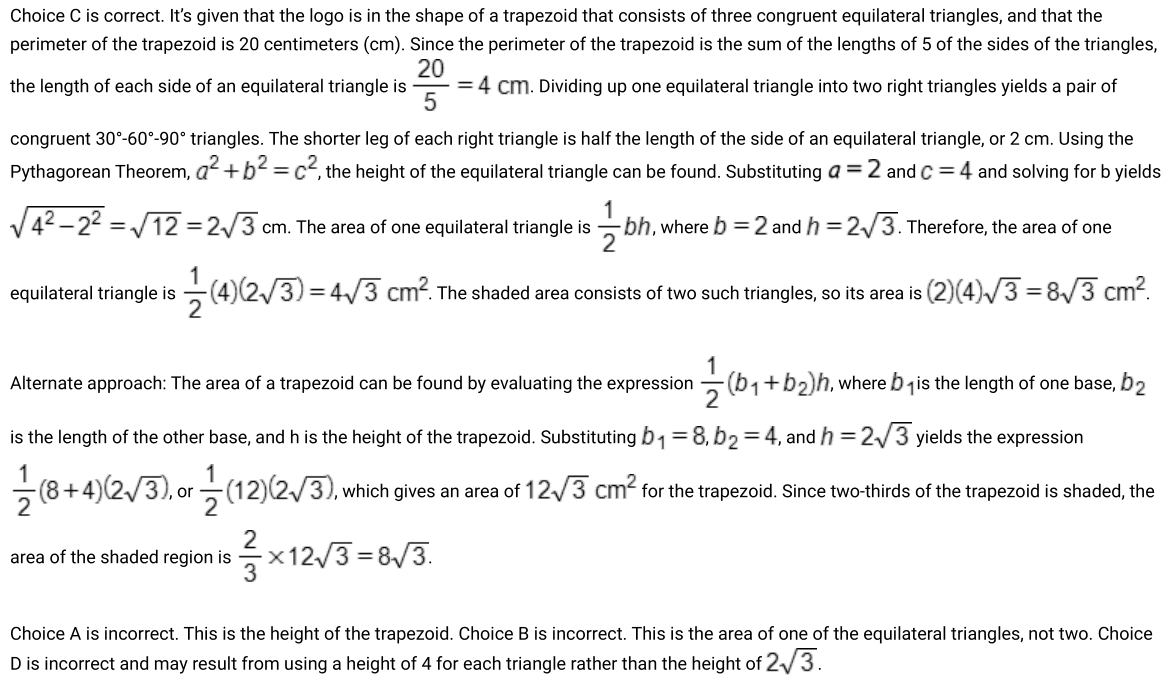 Choice C is correct. It’s given that the logo is in the shape of a trapezoid that consists of three congruent equilateral triangles, and that the
perimeter of the trapezoid is 20 centimeters (cm). Since the perimeter of the trapezoid is the sum of the lengths of 5 of the sides of the triangles,
the length of each side of an equilateral triangle is 20/5 = 4 cm. Dividing up one equilateral triangle into two right triangles yields a pair of
congruent 30°-60°-90° triangles. The shorter leg of each right triangle is half the length of the side of an equilateral triangle, or 2 cm. Using the
Pythagorean Theorem, a² + b² = c², the height of the equilateral triangle can be found. Substituting a = 2 and c = 4 and solving for b yields
√(4² – 2²) = √12 = 2√3 cm. The area of one equilateral triangle is 1/2 bh, where b = 2 and h = 2√3. Therefore, the area of one
equilateral triangle is 1/2 (4)(2√3) = 4√3 cm². The shaded area consists of two such triangles, so its area is (2)(4)√3 = 8√3 cm².
Alternate approach: The area of a trapezoid can be found by evaluating the expression 1/2 (b₁ + b₂)h, where b₁is the length of one base, b₂
is the length of the other base, and h is the height of the trapezoid. Substituting b₁ = 8, b₂ = 4, and h = 2√3 yields the expression
1/2 (8 + 4)(2√3), or 1/2 (12)(2√3), which gives an area of 12√3 cm² for the trapezoid. Since two-thirds of the trapezoid is shaded, the
area of the shaded region is 2/3 × 12√3 = 8√3.
Choice A is incorrect. This is the height of the trapezoid. Choice B is incorrect. This is the area of one of the equilateral triangles, not two. Choice
D is incorrect and may result from using a height of 4 for each triangle rather than the height of 2√3.